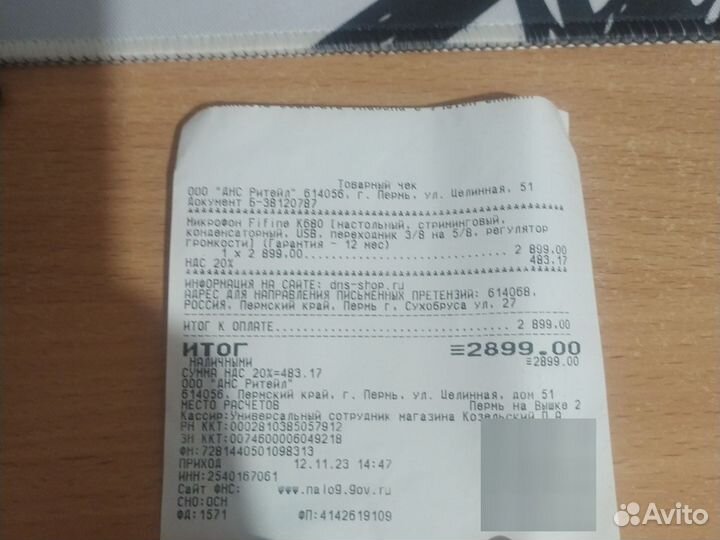 Товарный чек
ООО "ДНС Ритейл" 614056, г. Пермь, ул. Целинная, 51
Документ Б-38120787
Микрофон Fifine K680 [настольный, стриминговый,
конденсаторный, USB, переходник 3/8 на 5/8, регулятор
громкости] (Гарантия - 12 мес)
1 x 2 899.00 2 899.00
НДС 20% 483.17
ИНФОРМАЦИЯ НА САЙТЕ: dns-shop.ru
АДРЕС ДЛЯ НАПРАВЛЕНИЯ ПИСЬМЕННЫХ ПРЕТЕНЗИЙ: 614068,
РОССИЯ, Пермский край, Пермь г, Сухобруса ул, 27
ИТОГ К ОПЛАТЕ 2 899.00
ИТОГ ≡2899.00
НАЛИЧНЫМИ ≡2899.00
СУММА НДС 20%=483.17
ООО "ДНС Ритейл"
614056, Пермский край, г. Пермь, ул. Целинная, дом 51
МЕСТО РАСЧЕТОВ Пермь на Вышке 2
Кассир:Универсальный сотрудник магазина Козельский П.А.
РН ККТ:0002810385057912
ЗН ККТ:0074600006049218
ФН:7281440501098313
ПРИХОД 12.11.23 14:47
ИНН:2540167061
Сайт ФНС: www.nalog.gov.ru
СНО:ОСН
ФД:1571 ФП:4142619109
Avito